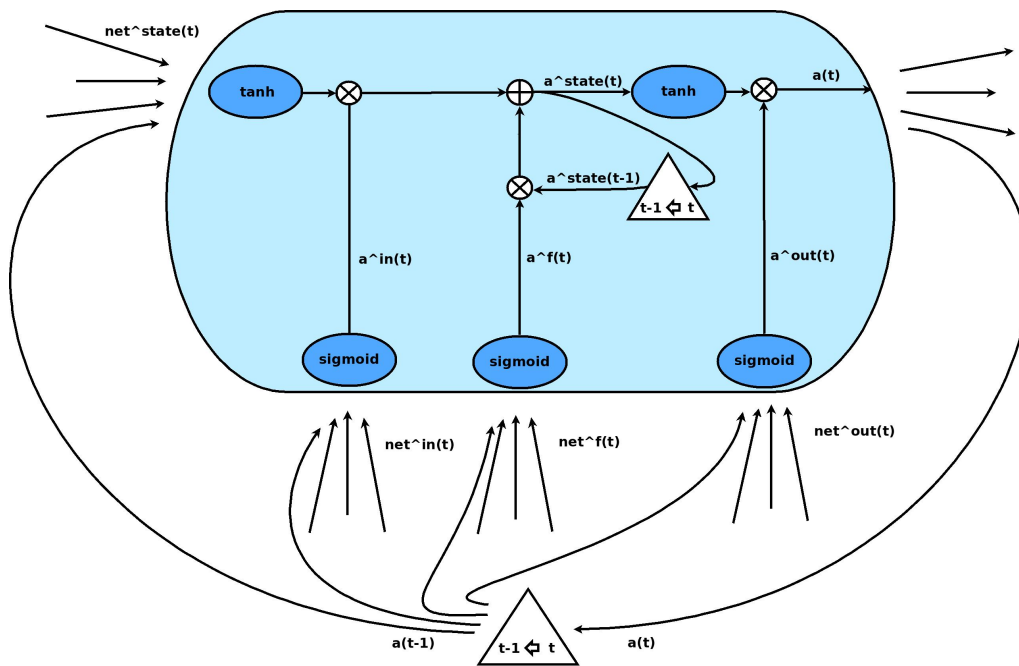 net^state(t)
tanh
a^state(t)
tanh
a(t)
a^state(t-1)
t-1 ⇦ t
a^in(t)
a^f(t)
a^out(t)
sigmoid
sigmoid
sigmoid
net^in(t)
net^f(t)
net^out(t)
a(t-1)
t-1 ⇦ t
a(t)